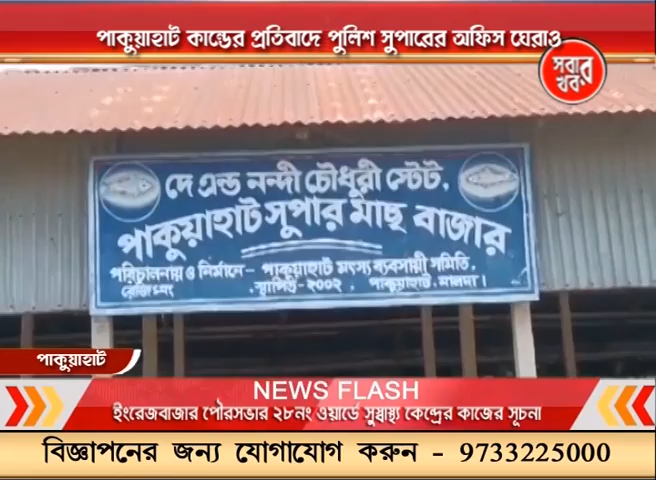 পাকুয়াহাট কান্ডের প্রতিবাদে পুলিশ সুপারের অফিস ঘেরাও
সবার খবর
দে এন্ড নন্দী চৌধুরী স্টেট,
পাকুয়াহাট সুপার মাছ বাজার
পরিচালনায় ও নির্মানে - পাকুয়াহাট মৎস্য ব্যবসায়ী সমিতি,
রেজিঃ নং স্থাপিত - ২০০২, পাকুয়াহাট, মালদা।
পাকুয়াহাট
NEWS FLASH
ইংরেজবাজার পৌরসভার ২৮নং ওয়ার্ডে সুস্বাস্থ্য কেন্দ্রের কাজের সূচনা
বিজ্ঞাপনের জন্য যোগাযোগ করুন - 9733225000